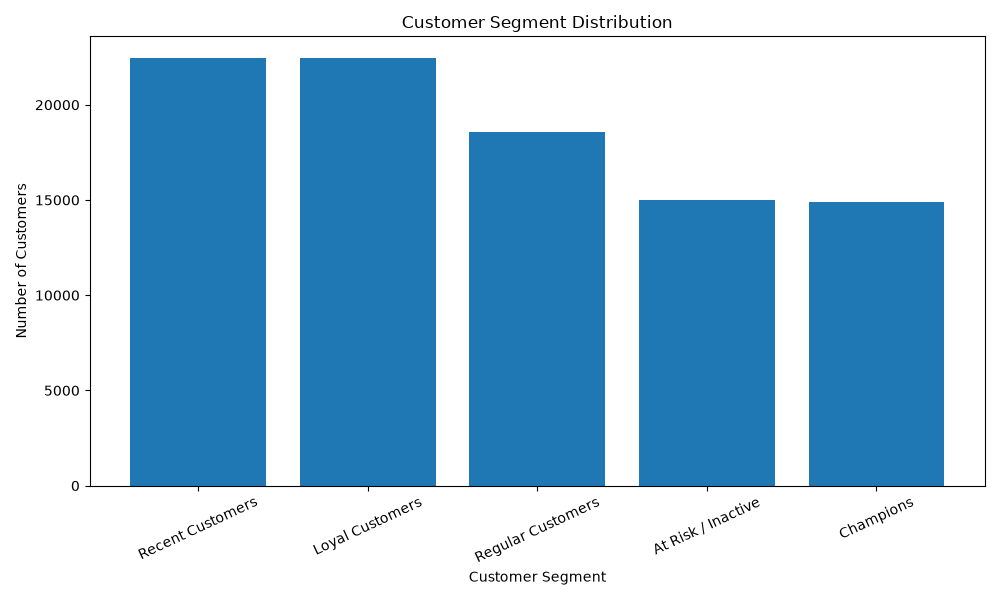 Customer Segment Distribution
Number of Customers
20000
15000
10000
5000
0
Recent Customers
Loyal Customers
Regular Customers
At Risk / Inactive
Champions
Customer Segment